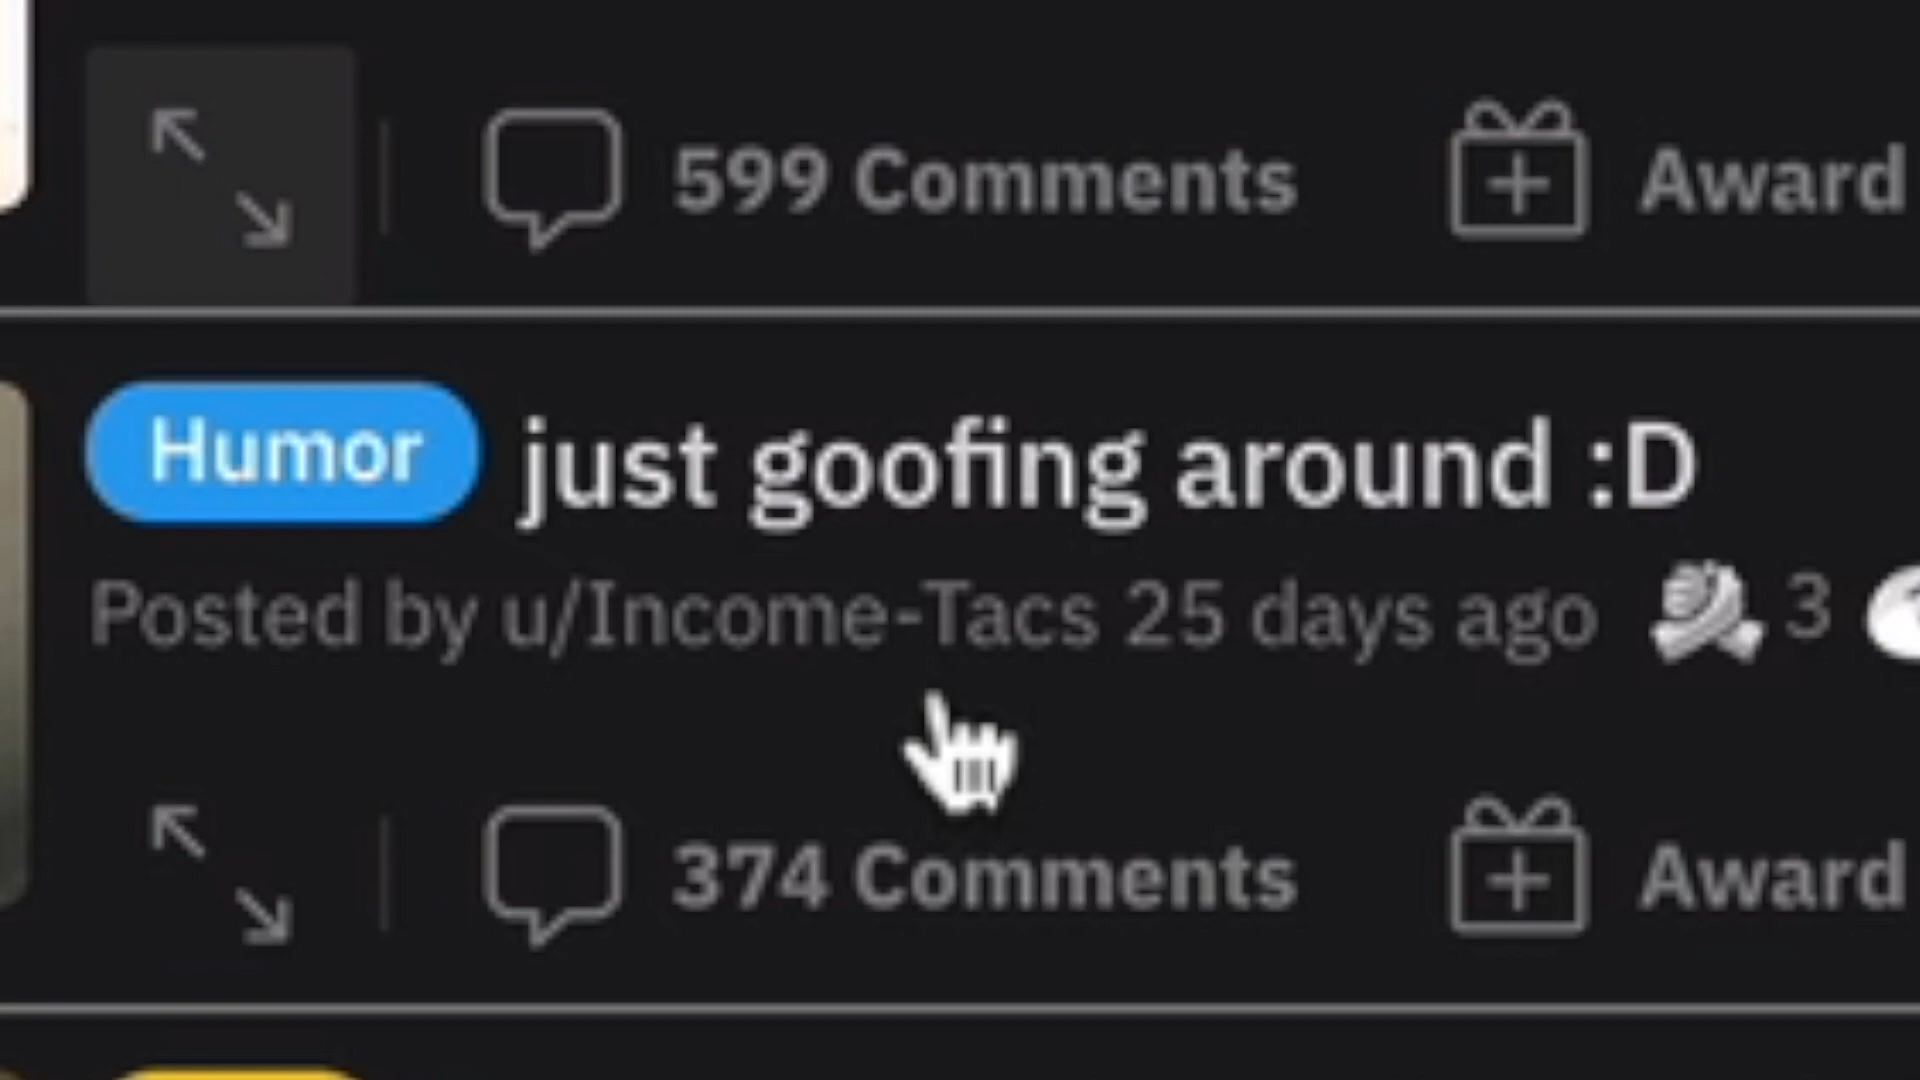 599 Comments Award
Humor just goofing around :D
Posted by u/Income-Tacs 25 days ago 3
374 Comments Award